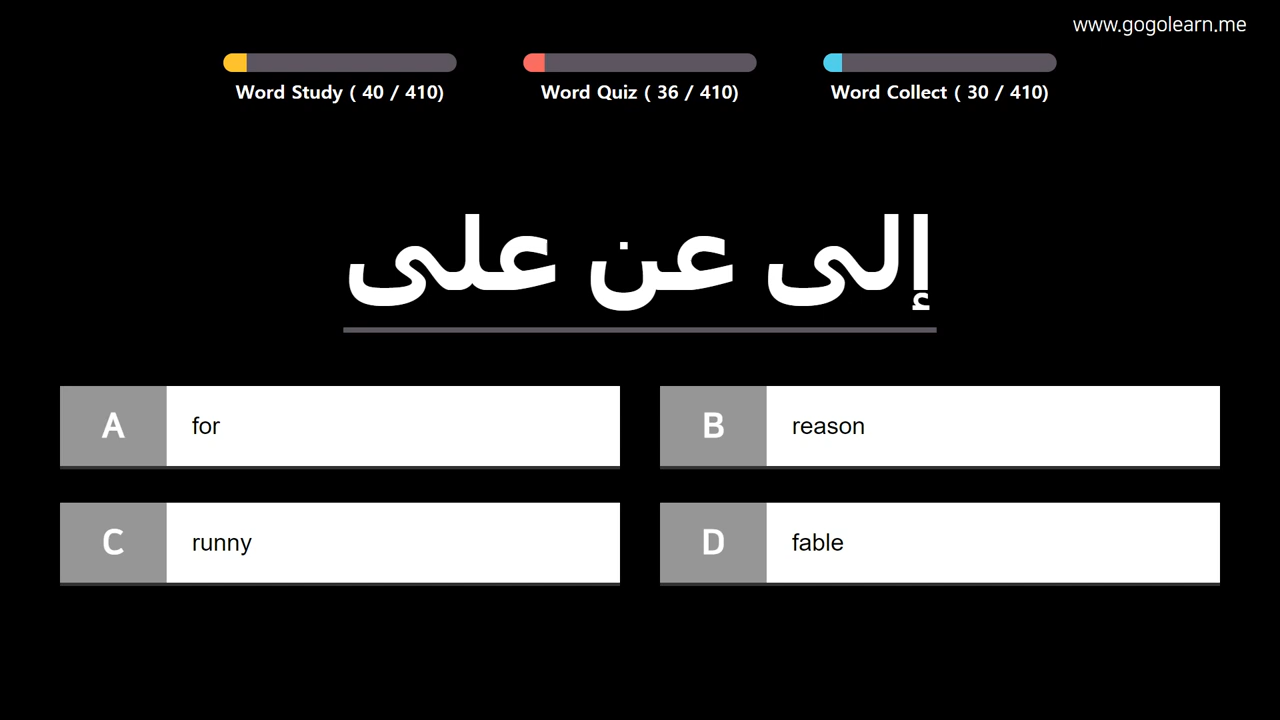 www.gogolearn.me
Word Study ( 40 / 410)
Word Quiz ( 36 / 410)
Word Collect ( 30 / 410)
إلى عن على
A for
B reason
C runny
D fable